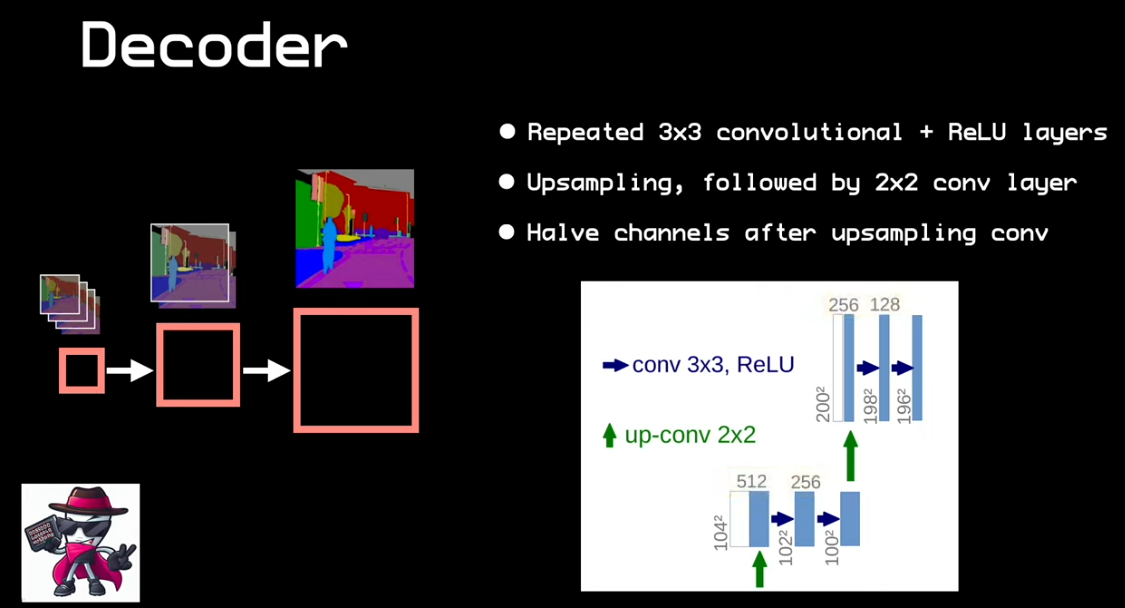 Decoder
● Repeated 3x3 convolutional + ReLU layers
● Upsampling, followed by 2x2 conv layer
● Halve channels after upsampling conv
256 128
conv 3x3, ReLU
200²
198²
196²
up-conv 2x2
512 256
104²
102²
100²